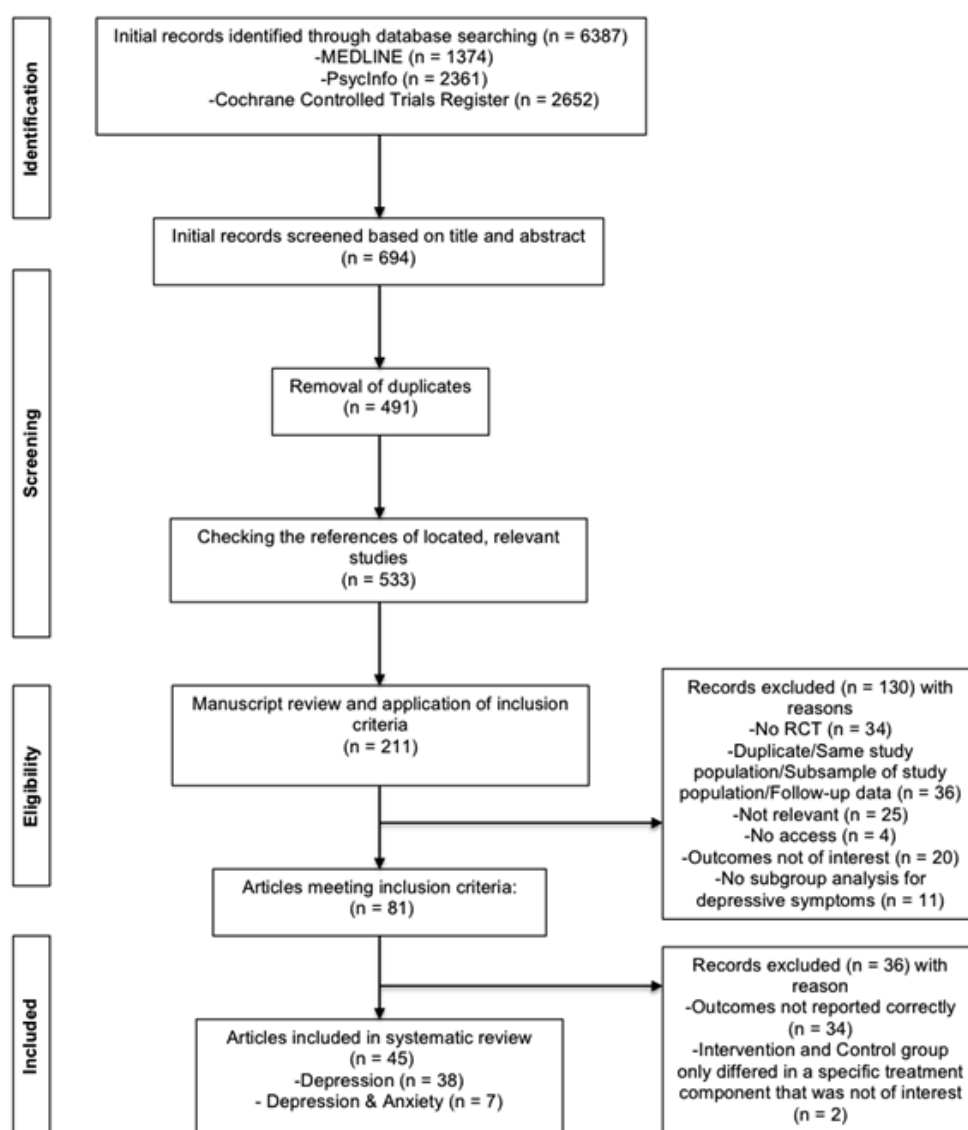 Identification
Initial records identified through database searching (n = 6387)
-MEDLINE (n = 1374)
-PsycInfo (n = 2361)
-Cochrane Controlled Trials Register (n = 2652)
Screening
Initial records screened based on title and abstract
(n = 694)
Removal of duplicates
(n = 491)
Checking the references of located, relevant
studies
(n = 533)
Eligibility
Manuscript review and application of inclusion
criteria
(n = 211)
Records excluded (n = 130) with
reasons
-No RCT (n = 34)
-Duplicate/Same study
population/Subsample of study
population/Follow-up data (n = 36)
-Not relevant (n = 25)
-No access (n = 4)
-Outcomes not of interest (n = 20)
-No subgroup analysis for
depressive symptoms (n = 11)
Articles meeting inclusion criteria:
(n = 81)
Included
Records excluded (n = 36) with
reason
-Outcomes not reported correctly
(n = 34)
-Intervention and Control group
only differed in a specific treatment
component that was not of interest
(n = 2)
Articles included in systematic review
(n = 45)
-Depression (n = 38)
- Depression & Anxiety (n = 7)